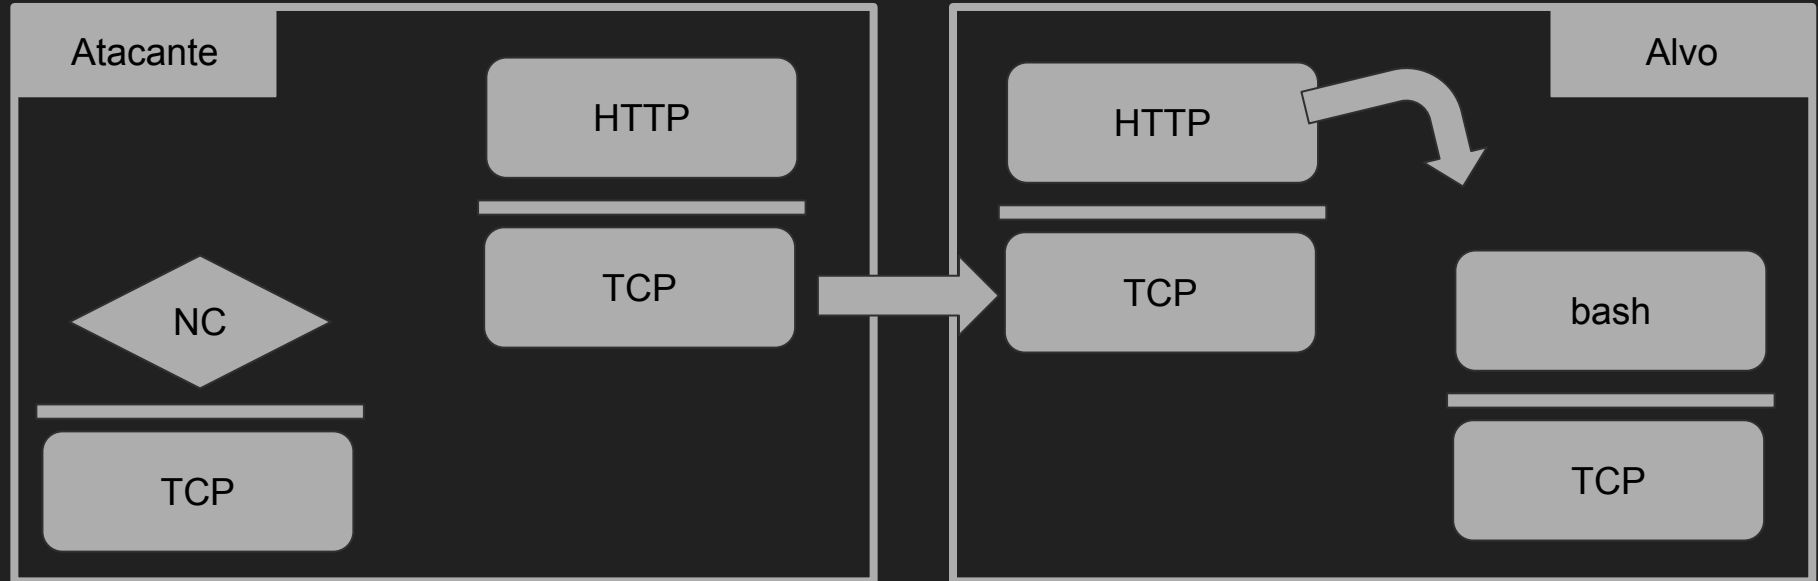 Atacante
HTTP
TCP
NC
TCP
Alvo
HTTP
TCP
bash
TCP